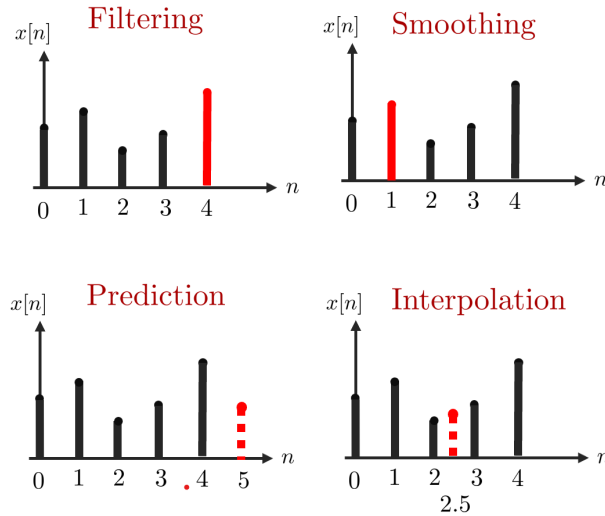 Filtering
x[n]
n
0 1 2 3 4
Smoothing
x[n]
n
0 1 2 3 4
Prediction
x[n]
n
0 1 2 3 4 5
Interpolation
x[n]
n
0 1 2 3 4
2.5